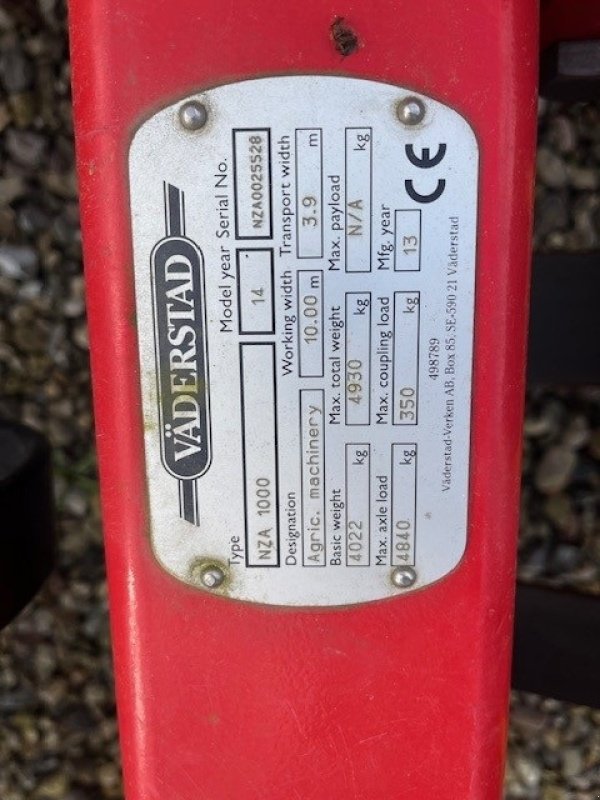 VÄDERSTAD
Type Model year Serial No.
NZA 1000 14 NZA0025528
Designation Working width Transport width
Agric. machinery 10.00 m 3.9 m
Basic weight Max. total weight Max. payload
4022 kg 4930 kg N/A kg
Max. axle load Max. coupling load Mfg. year
4840 kg 350 kg 13 CE
498789
Väderstad-Verken AB, Box 85, SE-590 21 Väderstad